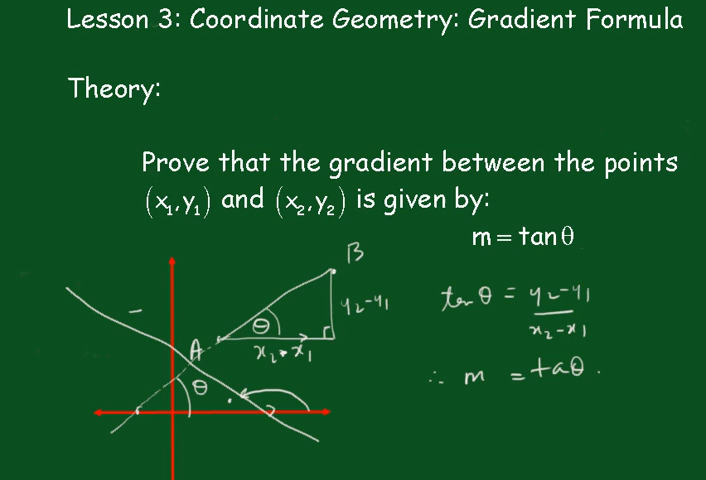 Lesson 3: Coordinate Geometry: Gradient Formula
Theory:
Prove that the gradient between the points
(x₁,y₁) and (x₂,y₂) is given by:
m = tanθ
B
tan θ = y₂-y₁
x₂-x₁
y₂-y₁
θ
A
x₂-x₁
∴ m = taθ.
θ